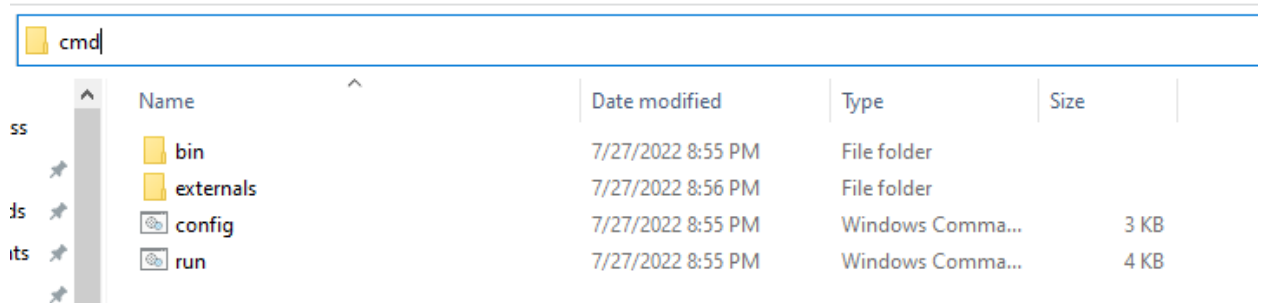 cmd
Name Date modified Type Size
ss
bin 7/27/2022 8:55 PM File folder
externals 7/27/2022 8:56 PM File folder
ds
config 7/27/2022 8:55 PM Windows Comma... 3 KB
nts
run 7/27/2022 8:55 PM Windows Comma... 4 KB